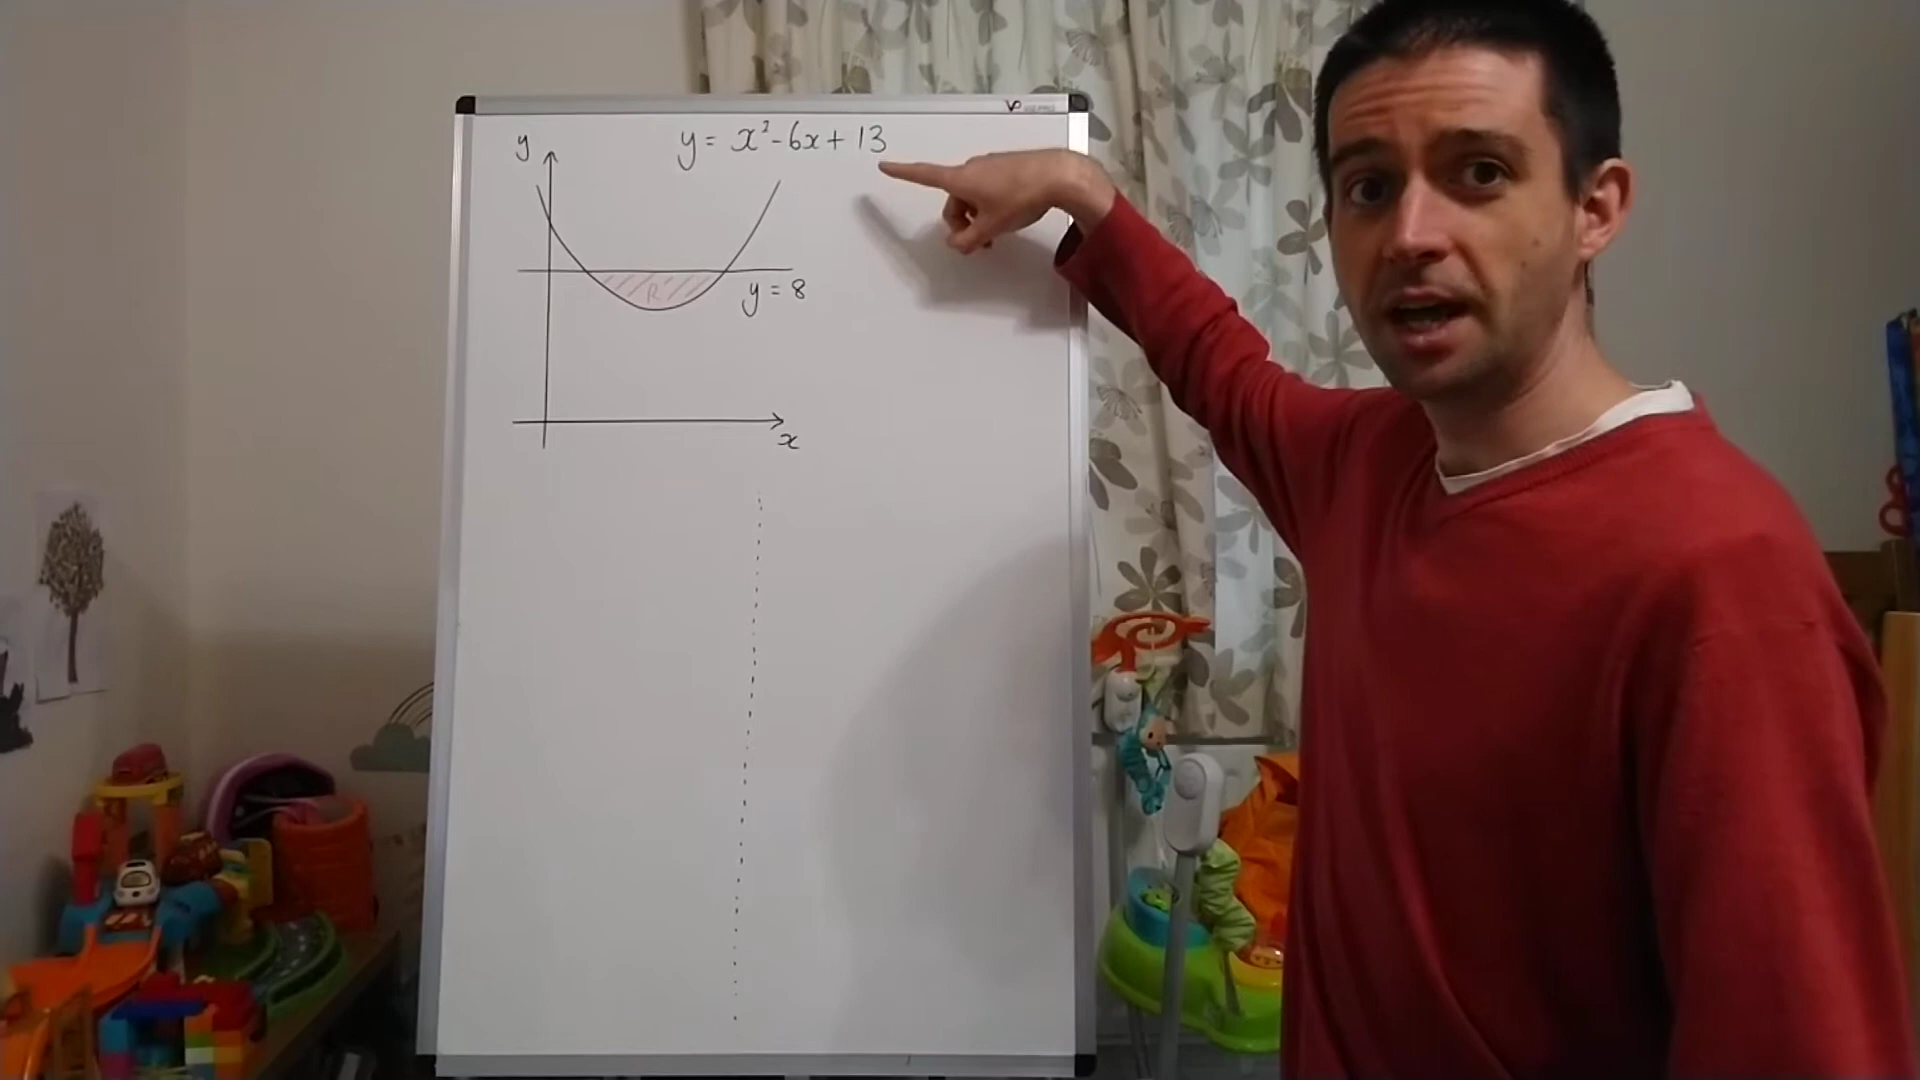 y
y = x² - 6x + 13
R
y = 8
x